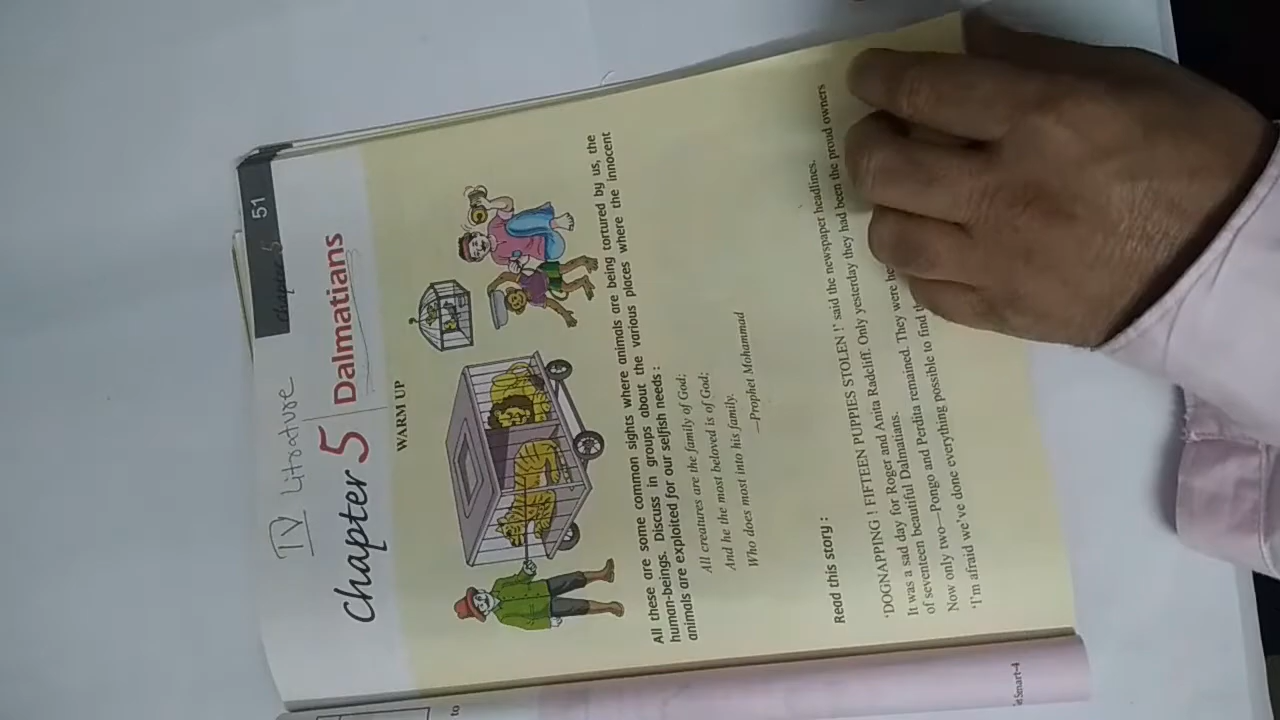 chapter 5 51
IV Literature
Chapter 5 Dalmatians
WARM UP
All these are some common sights where animals are being tortured by us, the
human-beings. Discuss in groups about the various places where the innocent
animals are exploited for our selfish needs :
All creatures are the family of God;
And he the most beloved is of God;
Who does most into his family.
—Prophet Mohammad
Read this story :
'DOGNAPPING ! FIFTEEN PUPPIES STOLEN !' said the newspaper headlines.
It was a sad day for Roger and Anita Radcliff. Only yesterday they had been the proud owners
of seventeen beautiful Dalmatians.
Now only two—Pongo and Perdita remained. They were
'I'm afraid we've done everything possible to find
to
Smart-4